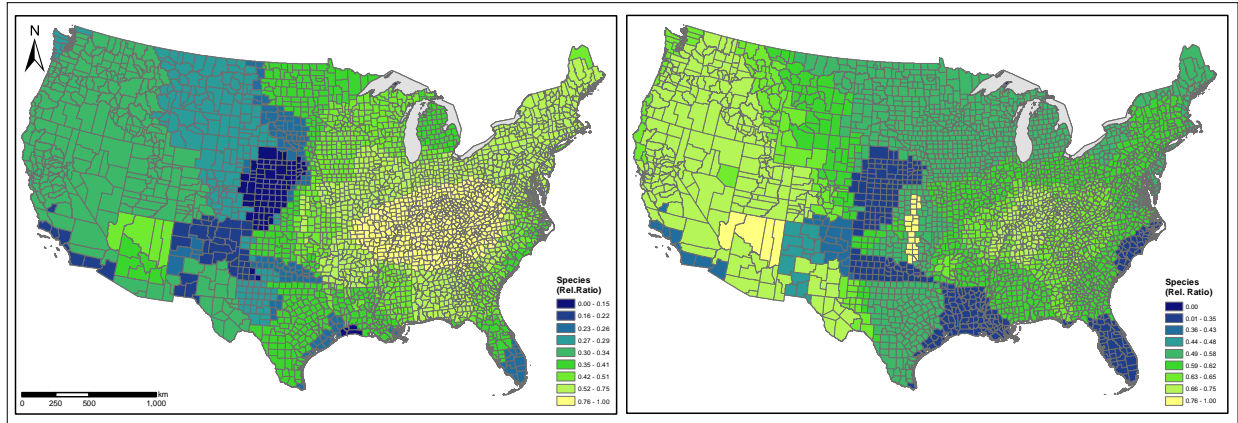 N
Species
(Rel.Ratio)
0.00 - 0.15
0.16 - 0.22
0.23 - 0.26
0.27 - 0.29
0.30 - 0.34
0.35 - 0.41
0.42 - 0.51
0.52 - 0.75
0.76 - 1.00
km
0 250 500 1,000
Species
(Rel. Ratio)
0.00
0.01 - 0.35
0.36 - 0.43
0.44 - 0.48
0.49 - 0.58
0.59 - 0.62
0.63 - 0.65
0.66 - 0.75
0.76 - 1.00